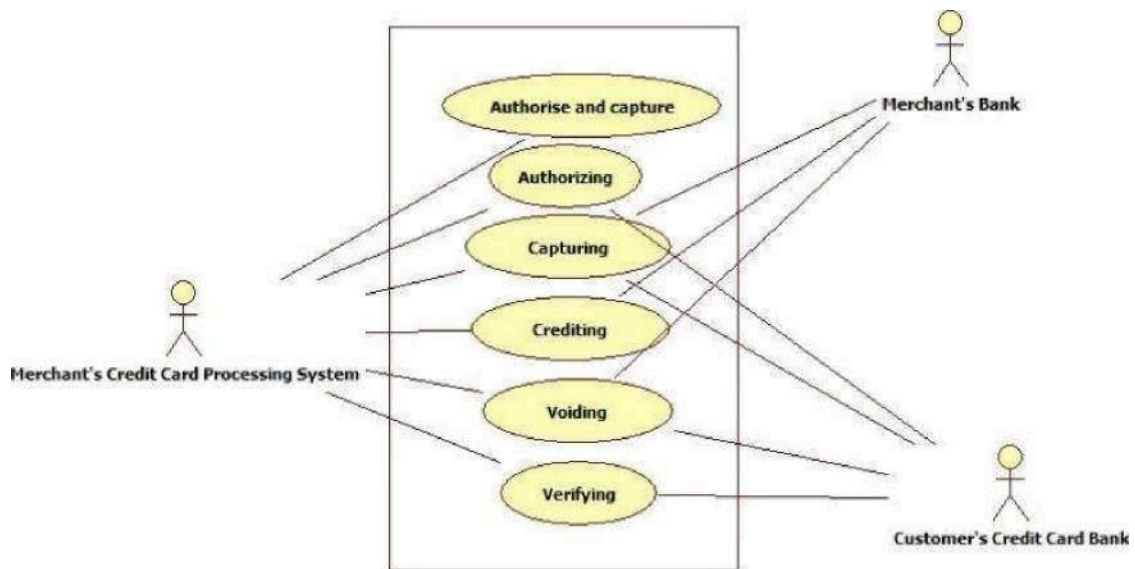 Merchant's Bank
Authorise and capture
Authorizing
Capturing
Crediting
Merchant's Credit Card Processing System
Voiding
Verifying
Customer's Credit Card Bank